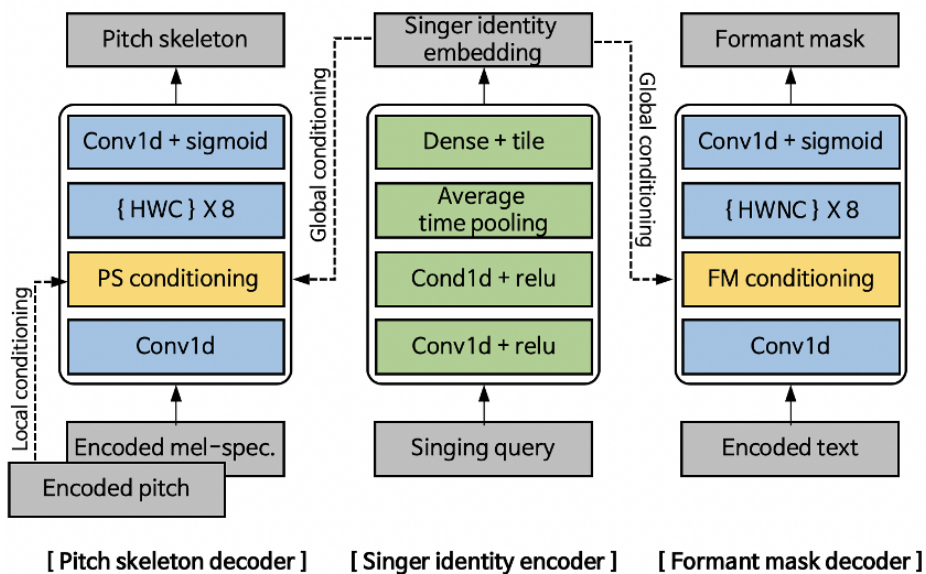 Pitch skeleton
Conv1d + sigmoid
{ HWC } X 8
PS conditioning
Conv1d
Encoded mel-spec.
Encoded pitch
Local conditioning
[ Pitch skeleton decoder ]
Global conditioning
Singer identity
embedding
Dense + tile
Average
time pooling
Cond1d + relu
Conv1d + relu
Singing query
[ Singer identity encoder ]
Global conditioning
Formant mask
Conv1d + sigmoid
{ HWNC } X 8
FM conditioning
Conv1d
Encoded text
[ Formant mask decoder ]